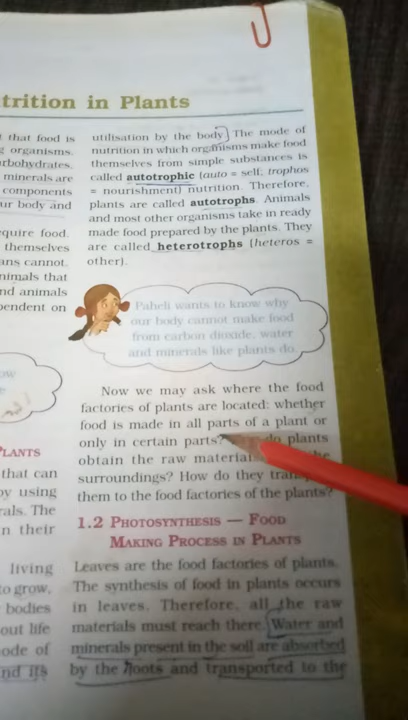 trition in Plants
that food is
organisms.
rbohydrates,
minerals are
components
ur body and
quire food.
themselves
ans cannot.
nimals that
nd animals
pendent on
ow
e
PLANTS
that can
by using
rals. The
n their
living
to grow,
bodies
out life
ode of
nd its
utilisation by the body. The mode of
nutrition in which organisms make food
themselves from simple substances is
called autotrophic (auto = self; trophos
= nourishment) nutrition. Therefore,
plants are called autotrophs. Animals
and most other organisms take in ready
made food prepared by the plants. They
are called heterotrophs (heteros =
other).
Paheli wants to know why
our body cannot make food
from carbon dioxide, water
and minerals like plants do.
Now we may ask where the food
factories of plants are located: whether
food is made in all parts of a plant or
only in certain parts? do plants
obtain the raw materials the
surroundings? How do they
them to the food factories of the plants?
1.2 PHOTOSYNTHESIS — FOOD
MAKING PROCESS IN PLANTS
Leaves are the food factories of plants.
The synthesis of food in plants occurs
in leaves. Therefore, all the raw
materials must reach there. Water and
minerals present in the soil are absorbed
by the roots and transported to the